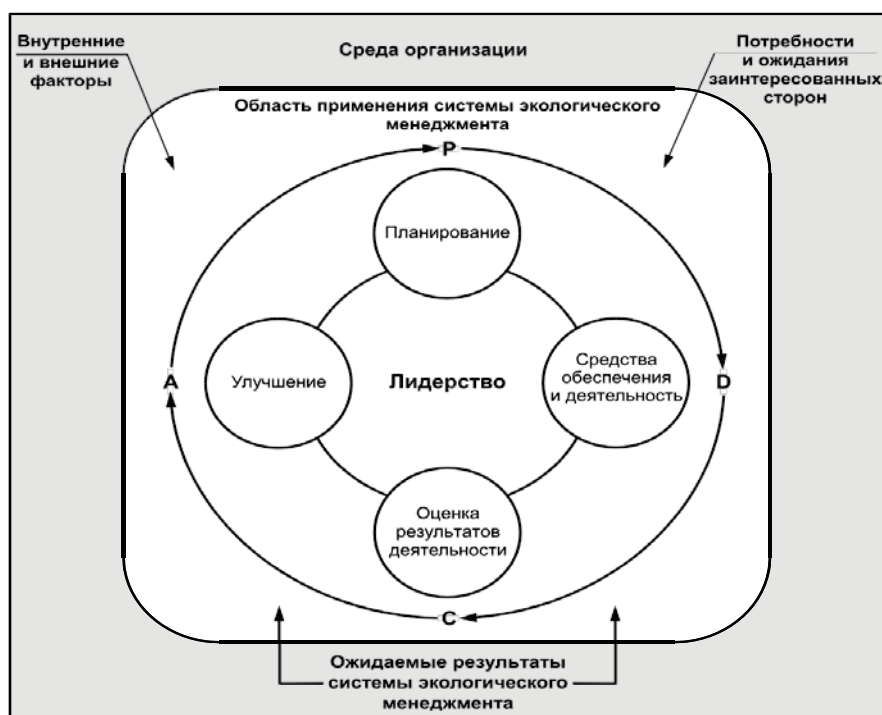 Внутренние
и внешние
факторы
Среда организации
Потребности
и ожидания
заинтересованных
сторон
Область применения системы экологического
менеджмента
P
Планирование
A
Улучшение
Лидерство
Средства
обеспечения
и деятельность
D
Оценка
результатов
деятельности
C
Ожидаемые результаты
системы экологического
менеджмента